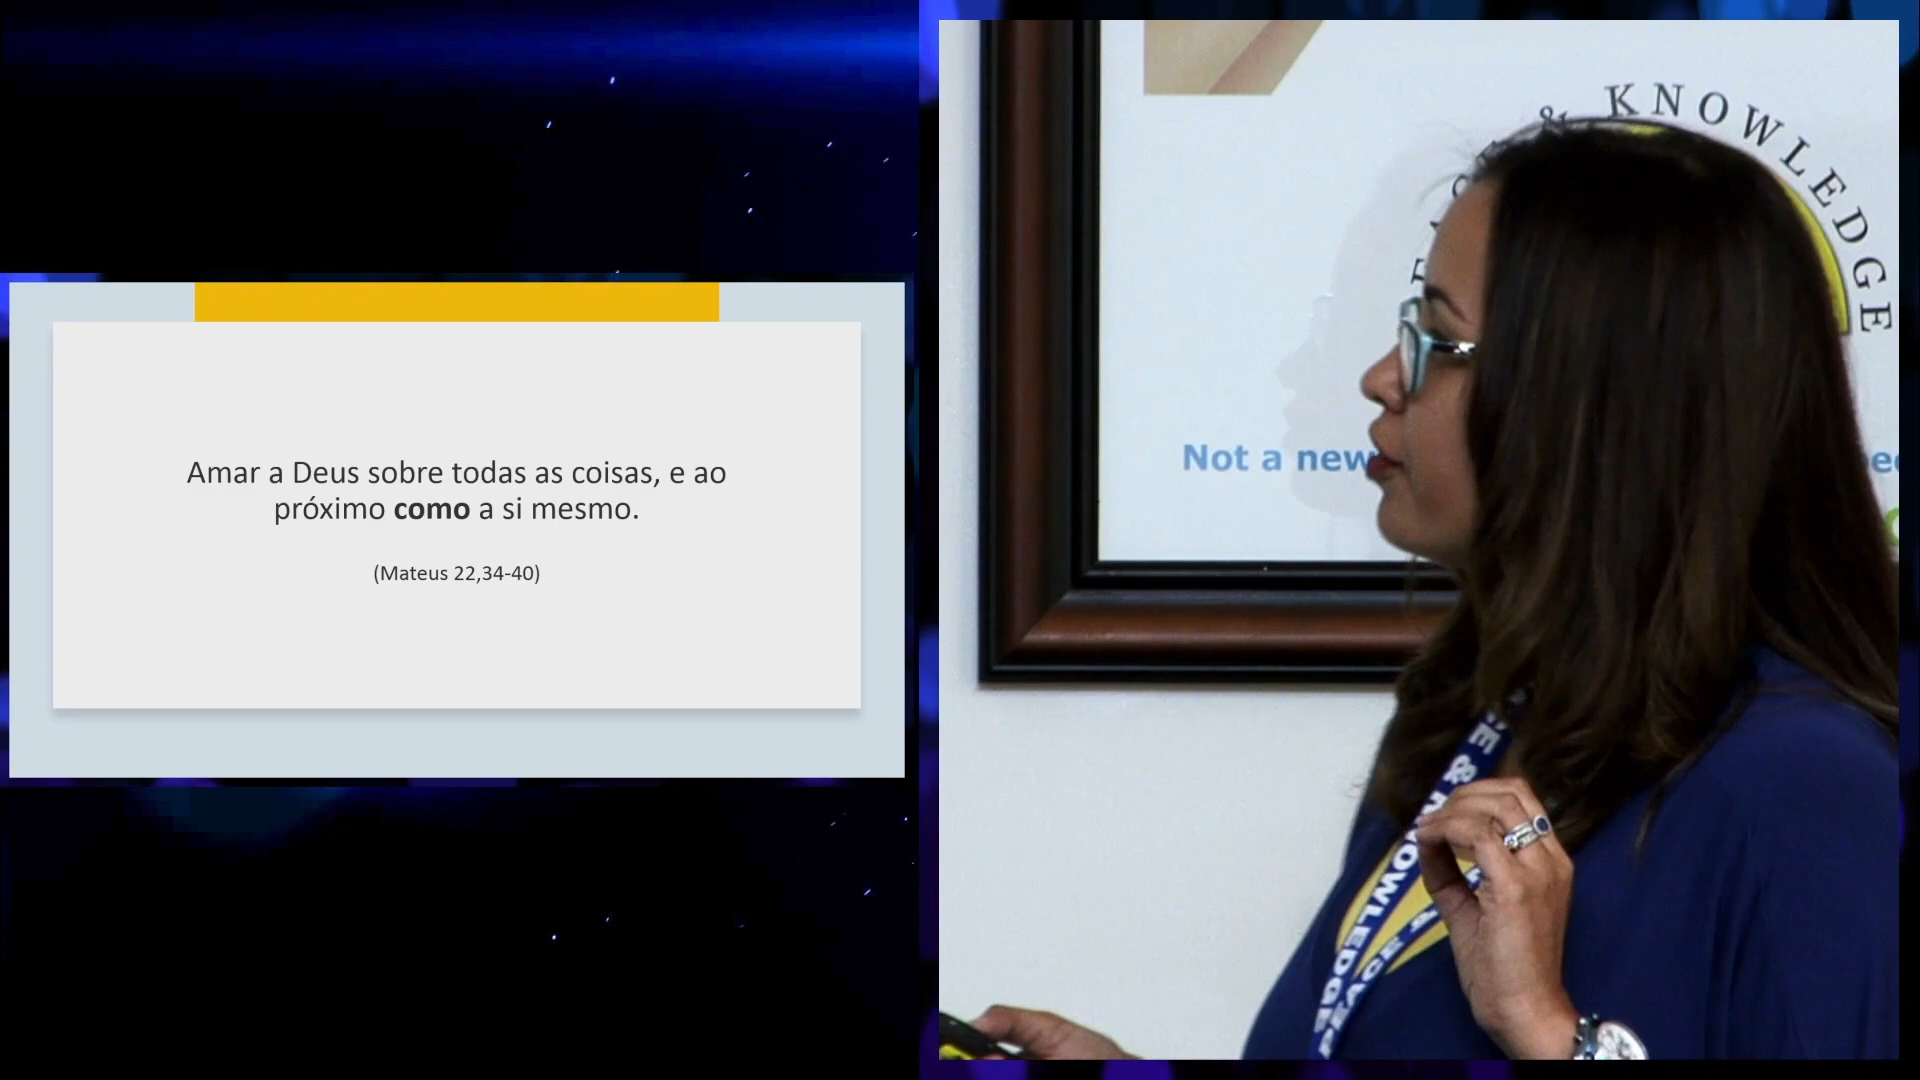 Amar a Deus sobre todas as coisas, e ao
próximo como a si mesmo.
(Mateus 22,34-40)
& KNOWLEDGE
Not a new
& KNOWLEDGE